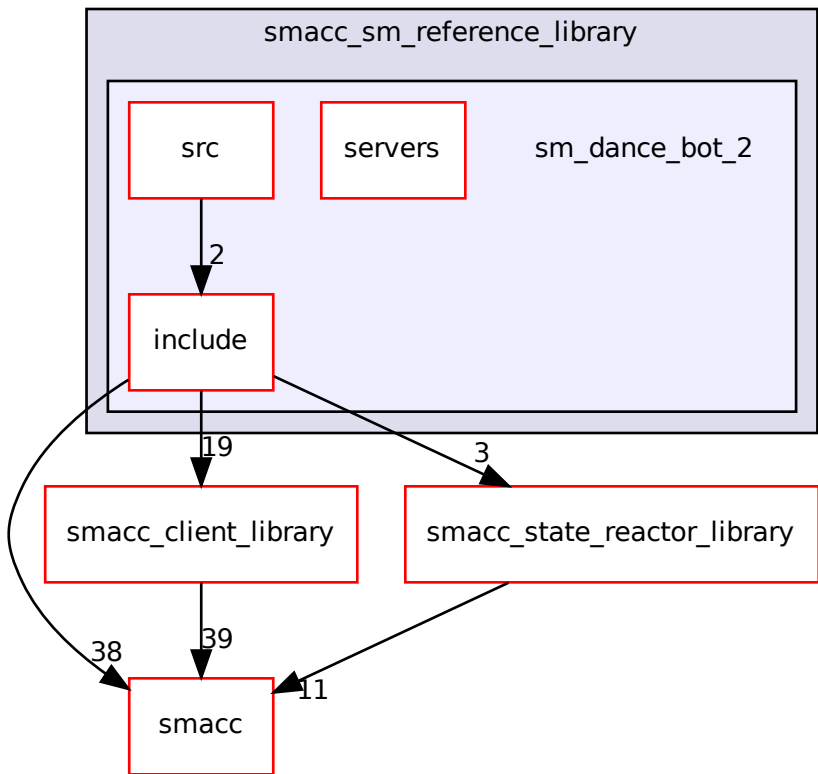 smacc_sm_reference_library
src
servers
sm_dance_bot_2
2
include
19
3
smacc_client_library
smacc_state_reactor_library
38
39
11
smacc